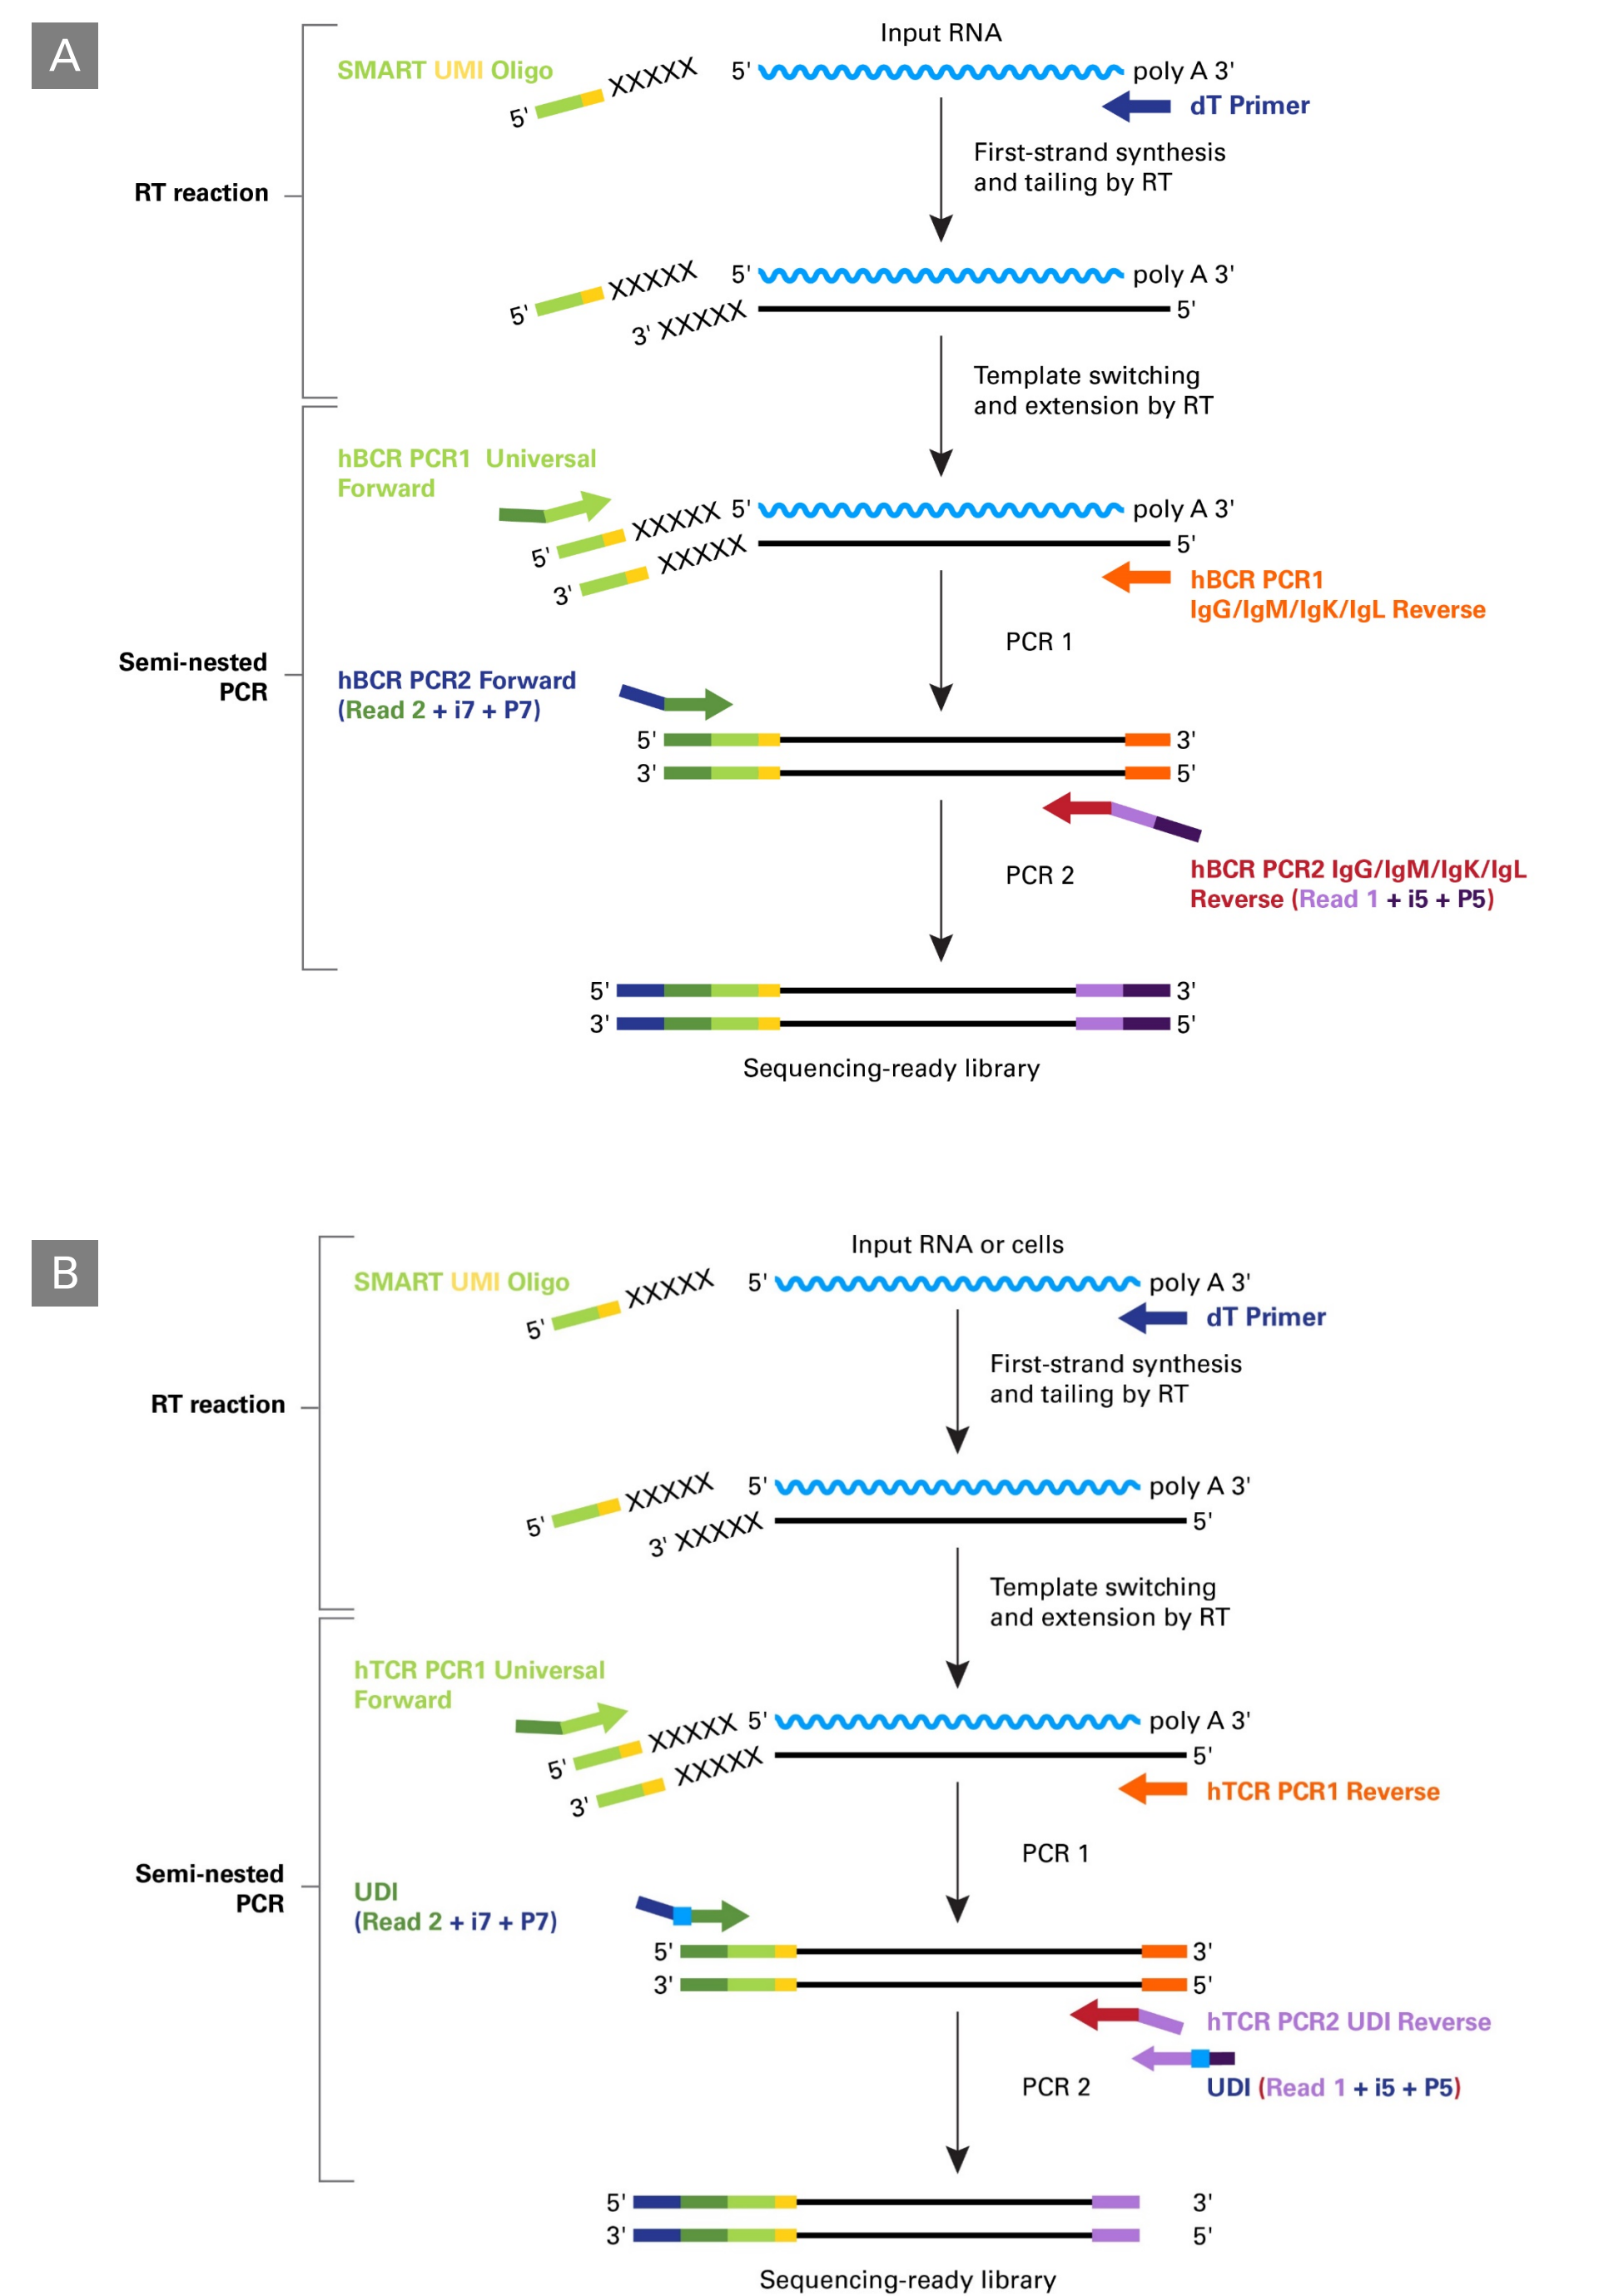 A
Input RNA
SMART UMI Oligo
XXXXX
5'
poly A 3'
5'
dT Primer
First-strand synthesis
and tailing by RT
RT reaction
XXXXX
5'
poly A 3'
5'
3' XXXXX
5'
Template switching
and extension by RT
hBCR PCR1 Universal
Forward
XXXXX 5'
poly A 3'
5'
XXXXX
5'
3'
hBCR PCR1
IgG/IgM/IgK/IgL Reverse
PCR 1
Semi-nested
PCR
hBCR PCR2 Forward
(Read 2 + i7 + P7)
5'
3'
3'
5'
PCR 2
hBCR PCR2 IgG/IgM/IgK/IgL
Reverse (Read 1 + i5 + P5)
5'
3'
3'
5'
Sequencing-ready library
B
Input RNA or cells
SMART UMI Oligo
XXXXX
5'
poly A 3'
5'
dT Primer
First-strand synthesis
and tailing by RT
RT reaction
XXXXX
5'
poly A 3'
5'
3' XXXXX
5'
Template switching
and extension by RT
hTCR PCR1 Universal
Forward
XXXXX 5'
poly A 3'
5'
XXXXX
5'
3'
hTCR PCR1 Reverse
PCR 1
Semi-nested
PCR
UDI
(Read 2 + i7 + P7)
5'
3'
3'
5'
hTCR PCR2 UDI Reverse
PCR 2
UDI (Read 1 + i5 + P5)
5'
3'
3'
5'
Sequencing-ready library